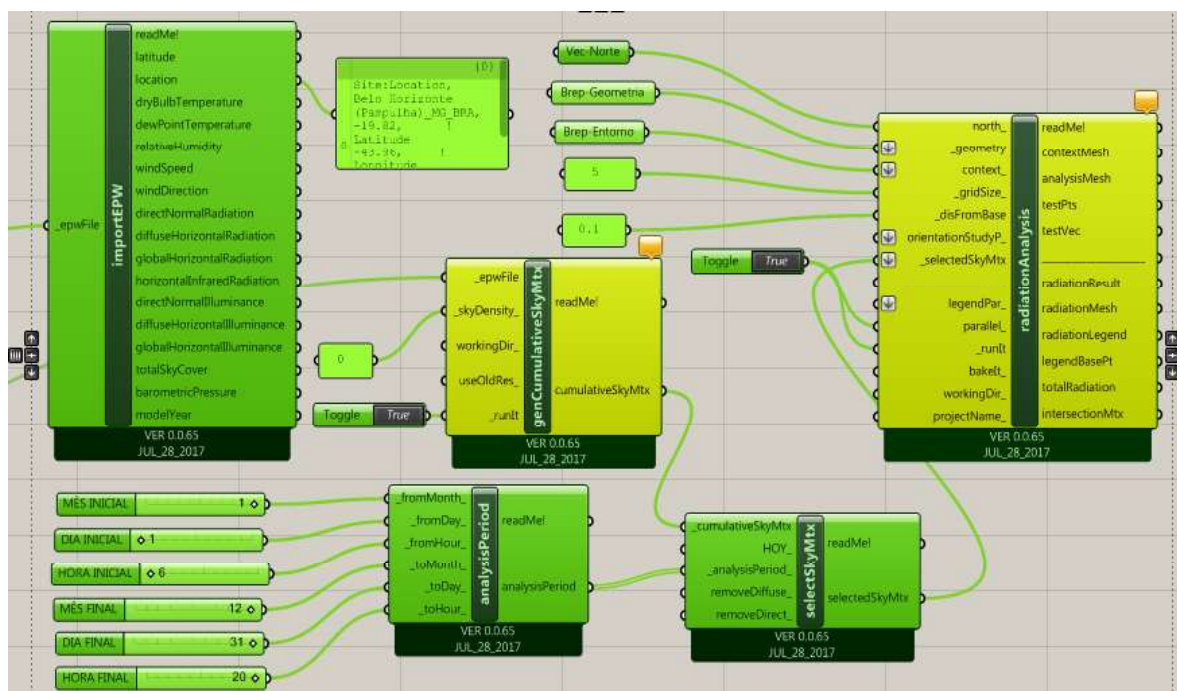 importEPW
_epwFile
readMe!
latitude
location
dryBulbTemperature
dewPointTemperature
relativeHumidity
windSpeed
windDirection
directNormalRadiation
diffuseHorizontalRadiation
globalHorizontalRadiation
horizontalInfraredRadiation
directNormalIlluminance
diffuseHorizontalIlluminance
globalHorizontalIlluminance
totalSkyCover
barometricPressure
modelYear
VER 0.0.65
JUL_28_2017
{0}
0
Site:Location,
Belo Horizonte
(Pampulha)_MG_BRA,
-19.82, !
Latitude
-43.96, !
Longitude
Vec-Norte
Brep-Geometria
Brep-Entorno
5
0.1
Toggle True
0
Toggle True
genCumulativeSkyMtx
_epwFile
_skyDensity_
workingDir_
useOldRes_
_runIt
readMe!
cumulativeSkyMtx
VER 0.0.65
JUL_28_2017
radiationAnalysis
north_
_geometry
context_
_gridSize_
_disFromBase
orientationStudyP_
_selectedSkyMtx
legendPar_
parallel_
_runIt
bakeIt_
workingDir_
projectName_
readMe!
contextMesh
analysisMesh
testPts
testVec
radiationResult
radiationMesh
radiationLegend
legendBasePt
totalRadiation
intersectionMtx
VER 0.0.65
JUL_28_2017
MÊS INICIAL 1
DIA INICIAL 1
HORA INICIAL 6
MÊS FINAL 12
DIA FINAL 31
HORA FINAL 20
analysisPeriod
_fromMonth_
_fromDay_
_fromHour_
_toMonth_
_toDay_
_toHour_
readMe!
analysisPeriod
VER 0.0.65
JUL_28_2017
selectSkyMtx
_cumulativeSkyMtx
HOY_
_analysisPeriod_
removeDiffuse_
removeDirect_
readMe!
selectedSkyMtx
VER 0.0.65
JUL_28_2017